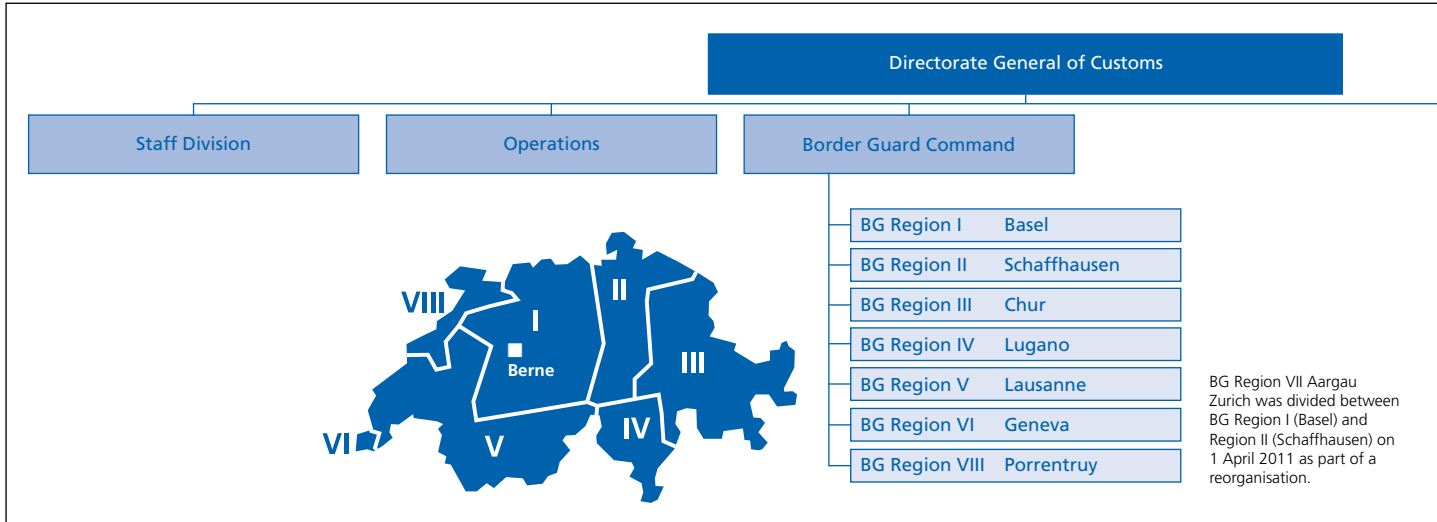 Directorate General of Customs
Staff Division
Operations
Border Guard Command
BG Region I Basel
BG Region II Schaffhausen
BG Region III Chur
BG Region IV Lugano
BG Region V Lausanne
BG Region VI Geneva
BG Region VIII Porrentruy
VIII
I
II
III
Berne
VI
V
IV
BG Region VII Aargau
Zurich was divided between
BG Region I (Basel) and
Region II (Schaffhausen) on
1 April 2011 as part of a
reorganisation.